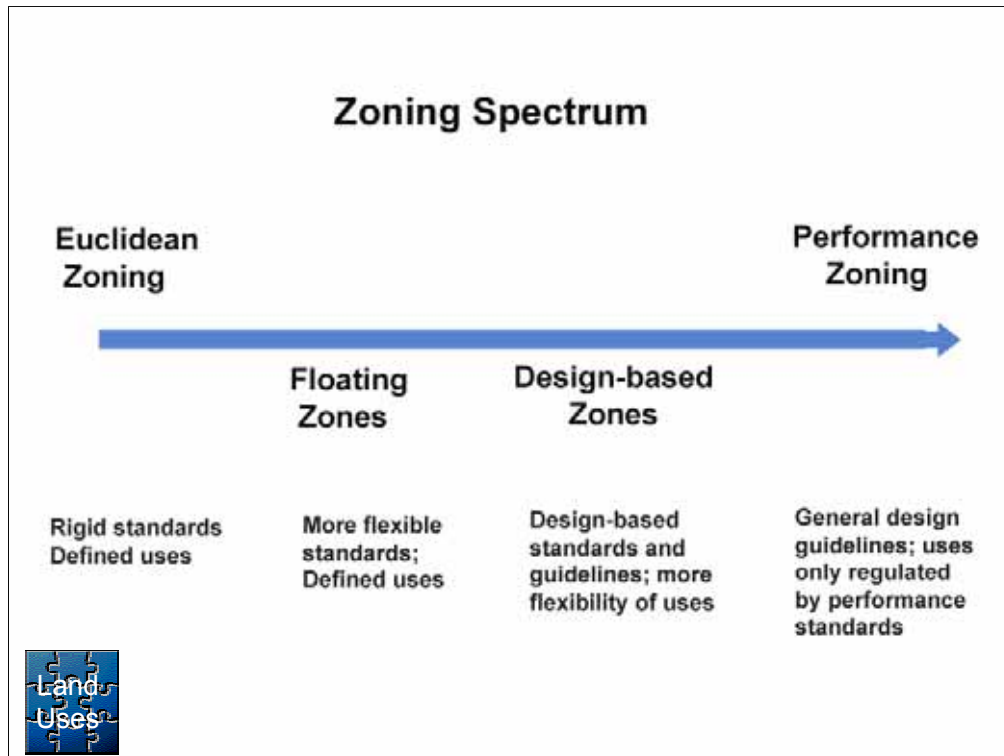 Zoning Spectrum
Euclidean
Zoning
Performance
Zoning
Floating
Zones
Design-based
Zones
Rigid standards
Defined uses
More flexible
standards;
Defined uses
Design-based
standards and
guidelines; more
flexibility of uses
General design
guidelines; uses
only regulated
by performance
standards
Land
Uses